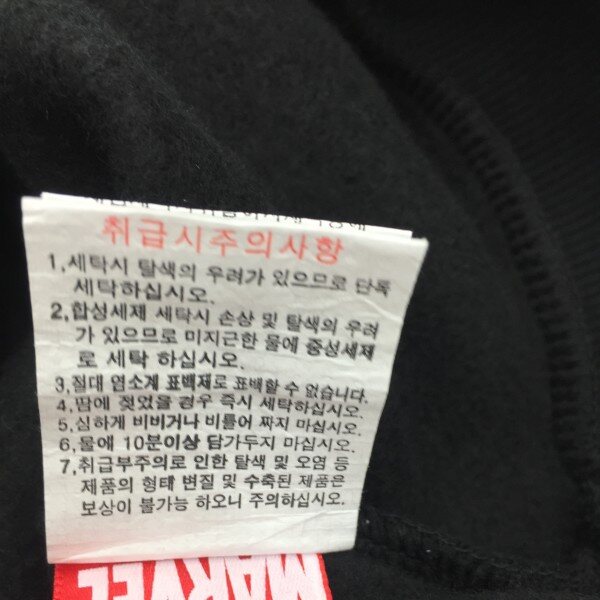 취급시주의사항
1,세탁시 탈색의 우려가 있으므로 단독
세탁하십시오.
2,합성세제 세탁시 손상 및 탈색의 우려
가 있으므로 미지근한 물에 중성세제
로 세탁 하십시오.
3,절대 염소계 표백제로 표백할 수 없습니다.
4,땀에 젖었을 경우 즉시 세탁하십시오.
5,심하게 비비거나 비틀어 짜지 마십시오.
6,물에 10분이상 담가두지 마십시오.
7,취급부주의로 인한 탈색 및 오염 등
제품의 형태 변질 및 수축된 제품은
보상이 불가능 하오니 주의하십시오.
MARVEL